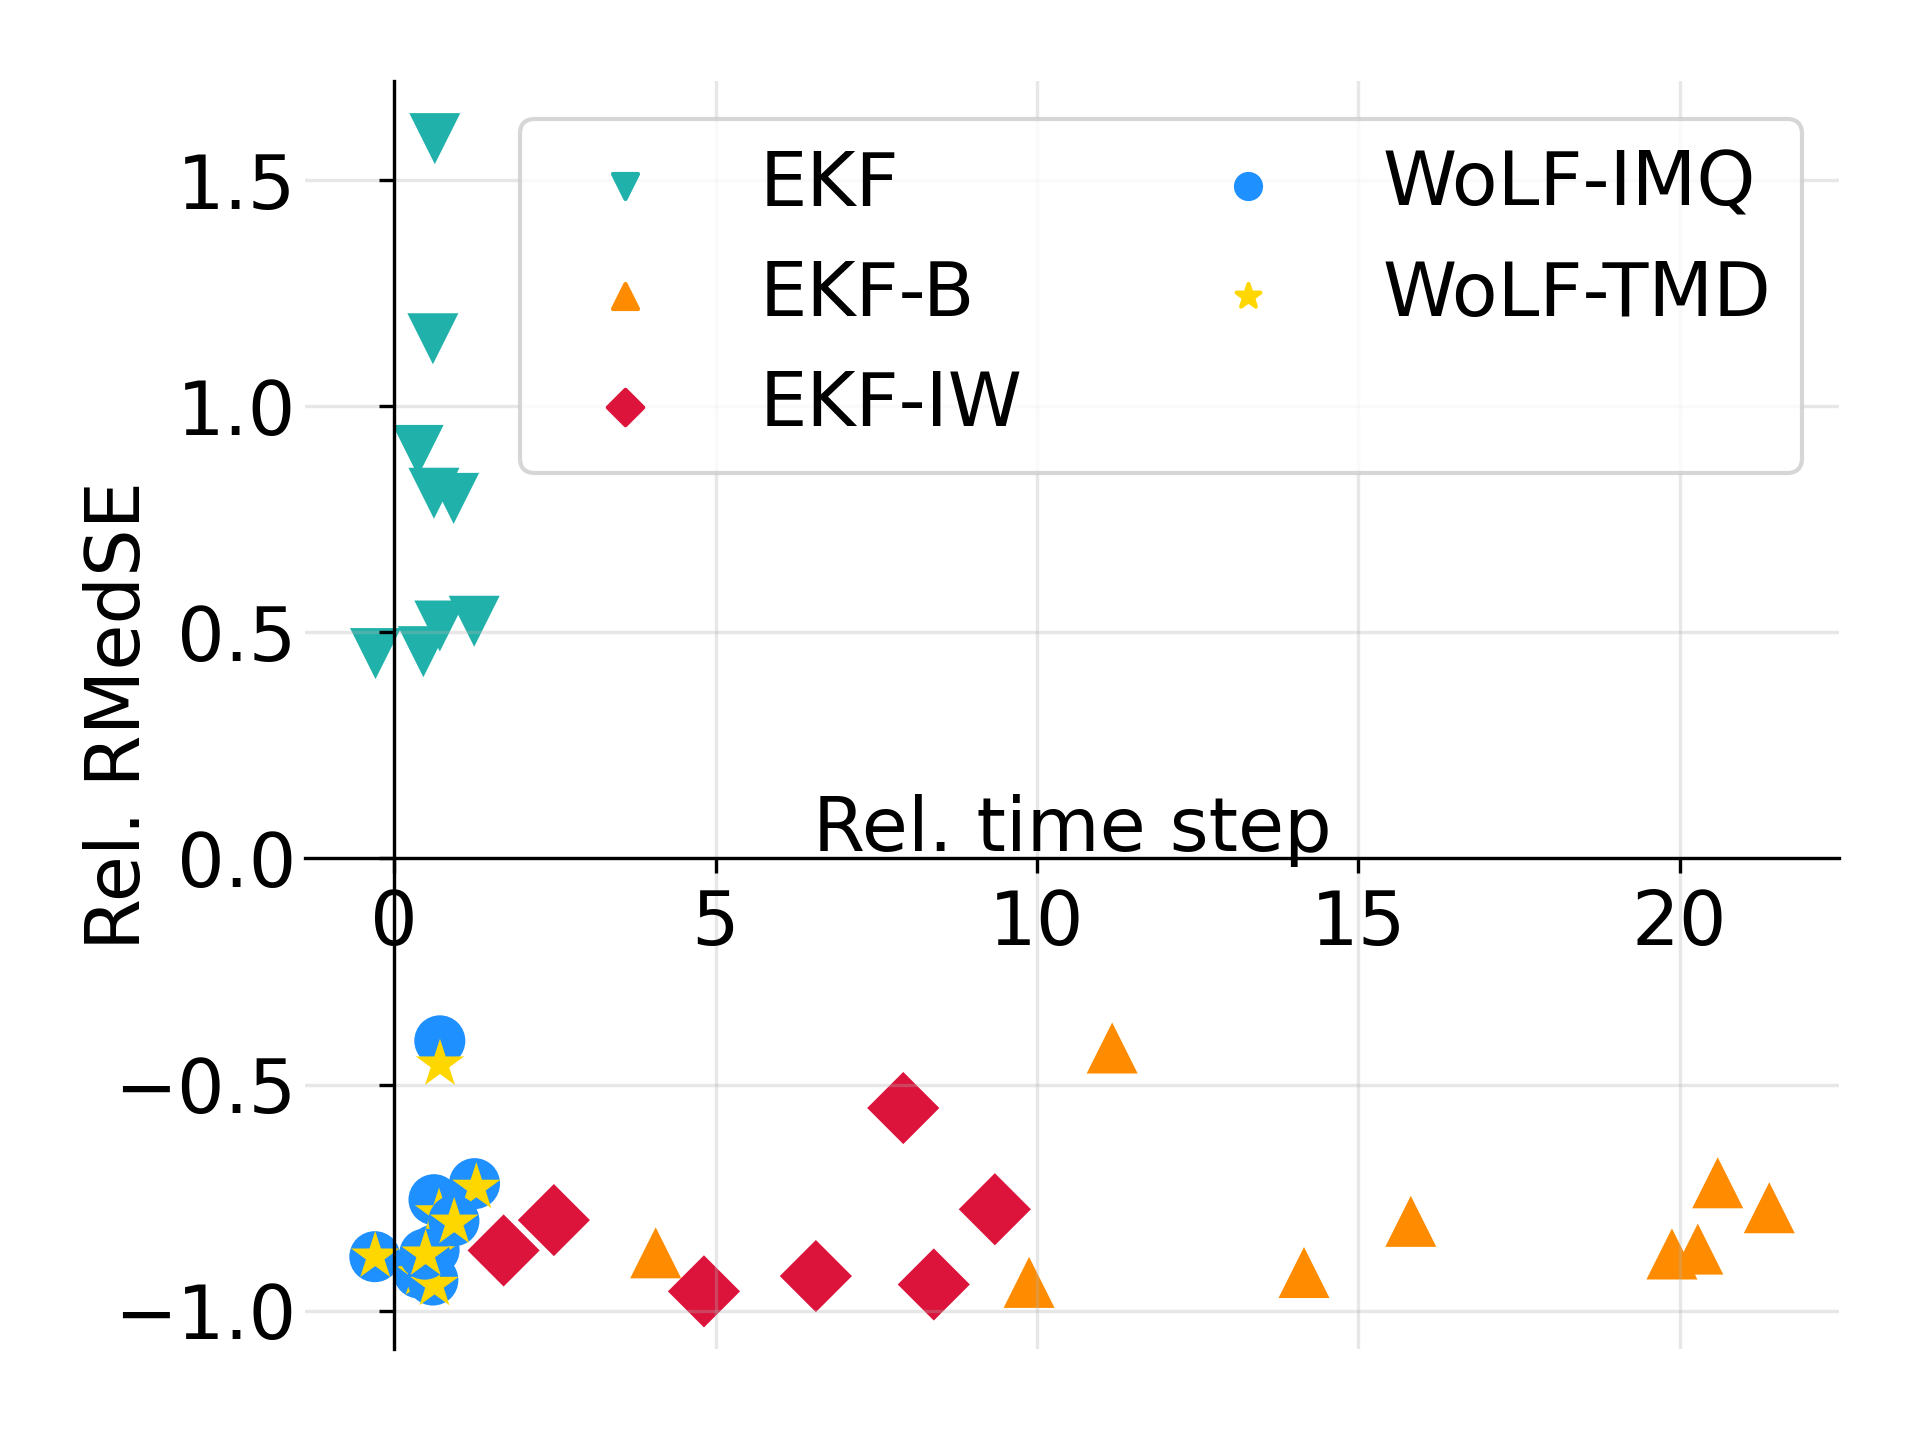 EKF
EKF-B
EKF-IW
WoLF-IMQ
WoLF-TMD
Rel. RMedSE
1.5
1.0
0.5
0.0
−0.5
−1.0
Rel. time step
0 5 10 15 20